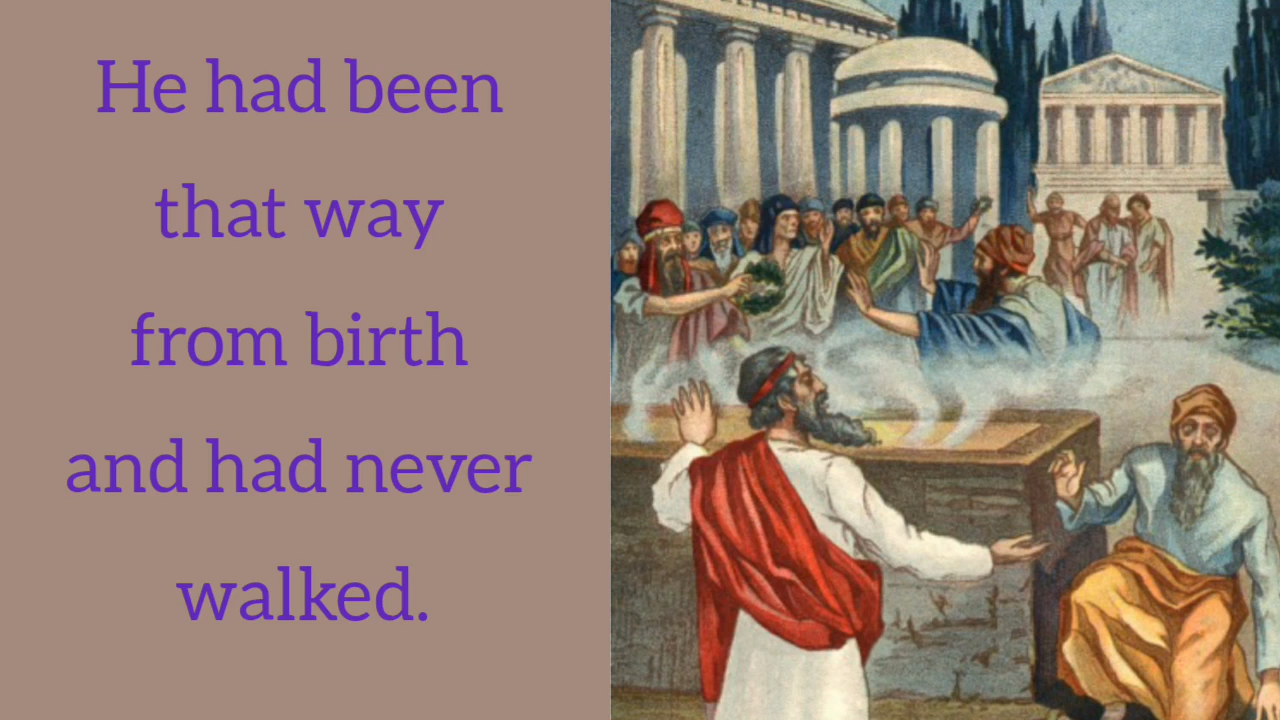 He had been
that way
from birth
and had never
walked.